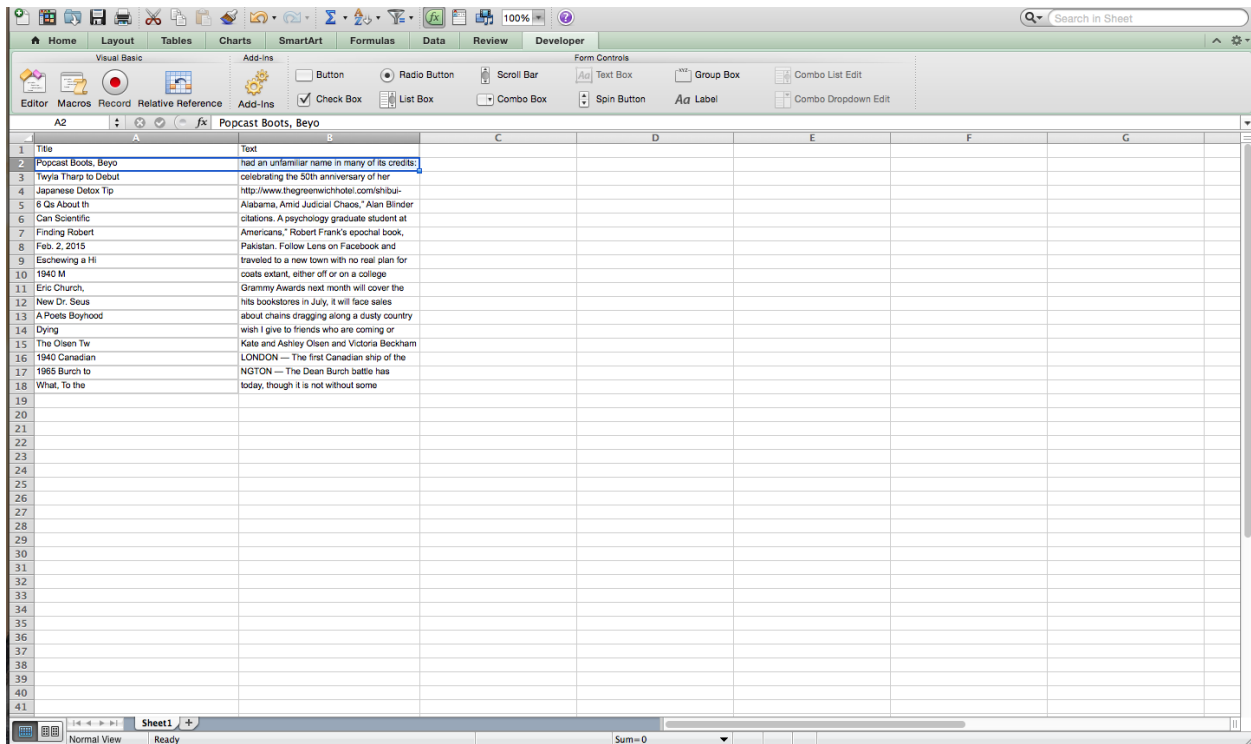 100%
Search in Sheet
Home Layout Tables Charts SmartArt Formulas Data Review Developer
Visual Basic Add-Ins Form Controls
Button Radio Button Scroll Bar Aa Text Box XYZ Group Box Combo List Edit
Editor Macros Record Relative Reference Add-Ins Check Box List Box Combo Box Spin Button Aa Label Combo Dropdown Edit
A2 fx Popcast Boots, Beyo
A B C D E F G
1 Title Text
2 Popcast Boots, Beyo had an unfamiliar name in many of its credits:
3 Twyla Tharp to Debut celebrating the 50th anniversary of her
4 Japanese Detox Tip http://www.thegreenwichhotel.com/shibui-
5 6 Qs About th Alabama, Amid Judicial Chaos," Alan Blinder
6 Can Scientific citations. A psychology graduate student at
7 Finding Robert Americans," Robert Frank's epochal book,
8 Feb. 2, 2015 Pakistan. Follow Lens on Facebook and
9 Eschewing a Hi traveled to a new town with no real plan for
10 1940 M coats extant, either off or on a college
11 Eric Church, Grammy Awards next month will cover the
12 New Dr. Seus hits bookstores in July, it will face sales
13 A Poets Boyhood about chains dragging along a dusty country
14 Dying wish I give to friends who are coming or
15 The Olsen Tw Kate and Ashley Olsen and Victoria Beckham
16 1940 Canadian LONDON — The first Canadian ship of the
17 1965 Burch to NGTON — The Dean Burch battle has
18 What, To the today, though it is not without some
19
20
21
22
23
24
25
26
27
28
29
30
31
32
33
34
35
36
37
38
39
40
41
Sheet1
Normal View Ready Sum=0